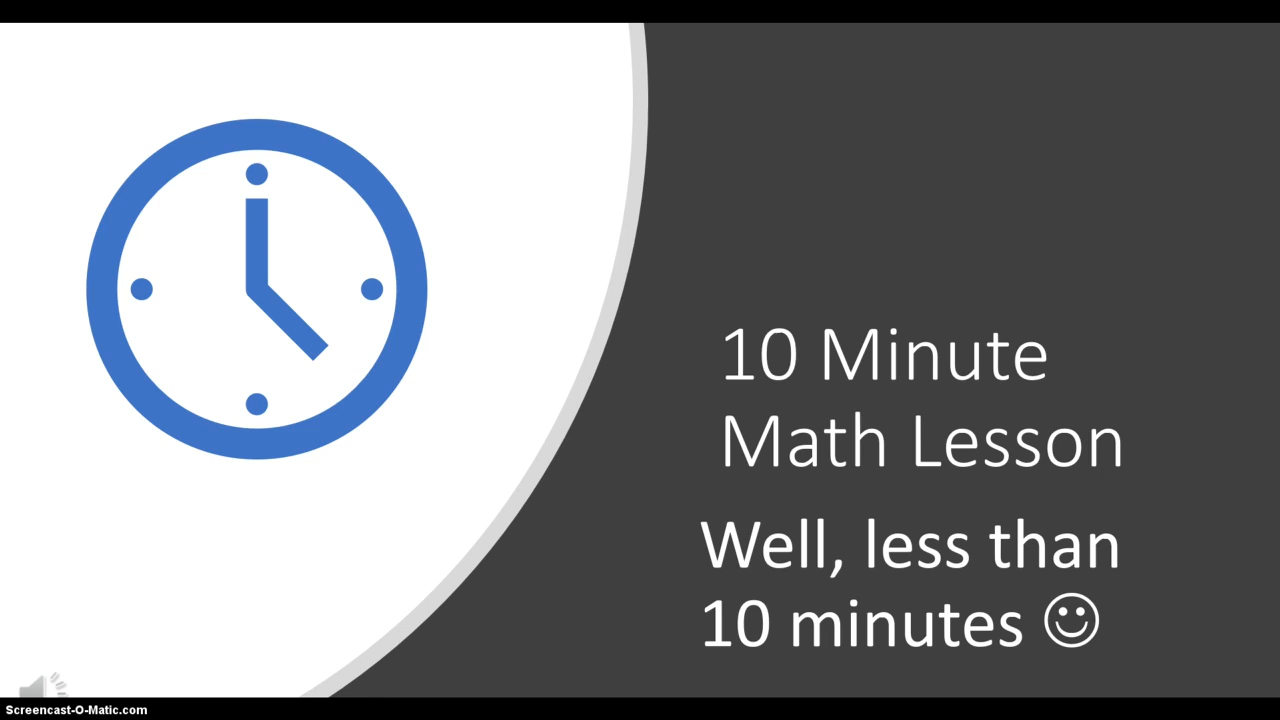 10 Minute
Math Lesson
Well, less than
10 minutes ☺
Screencast-O-Matic.com